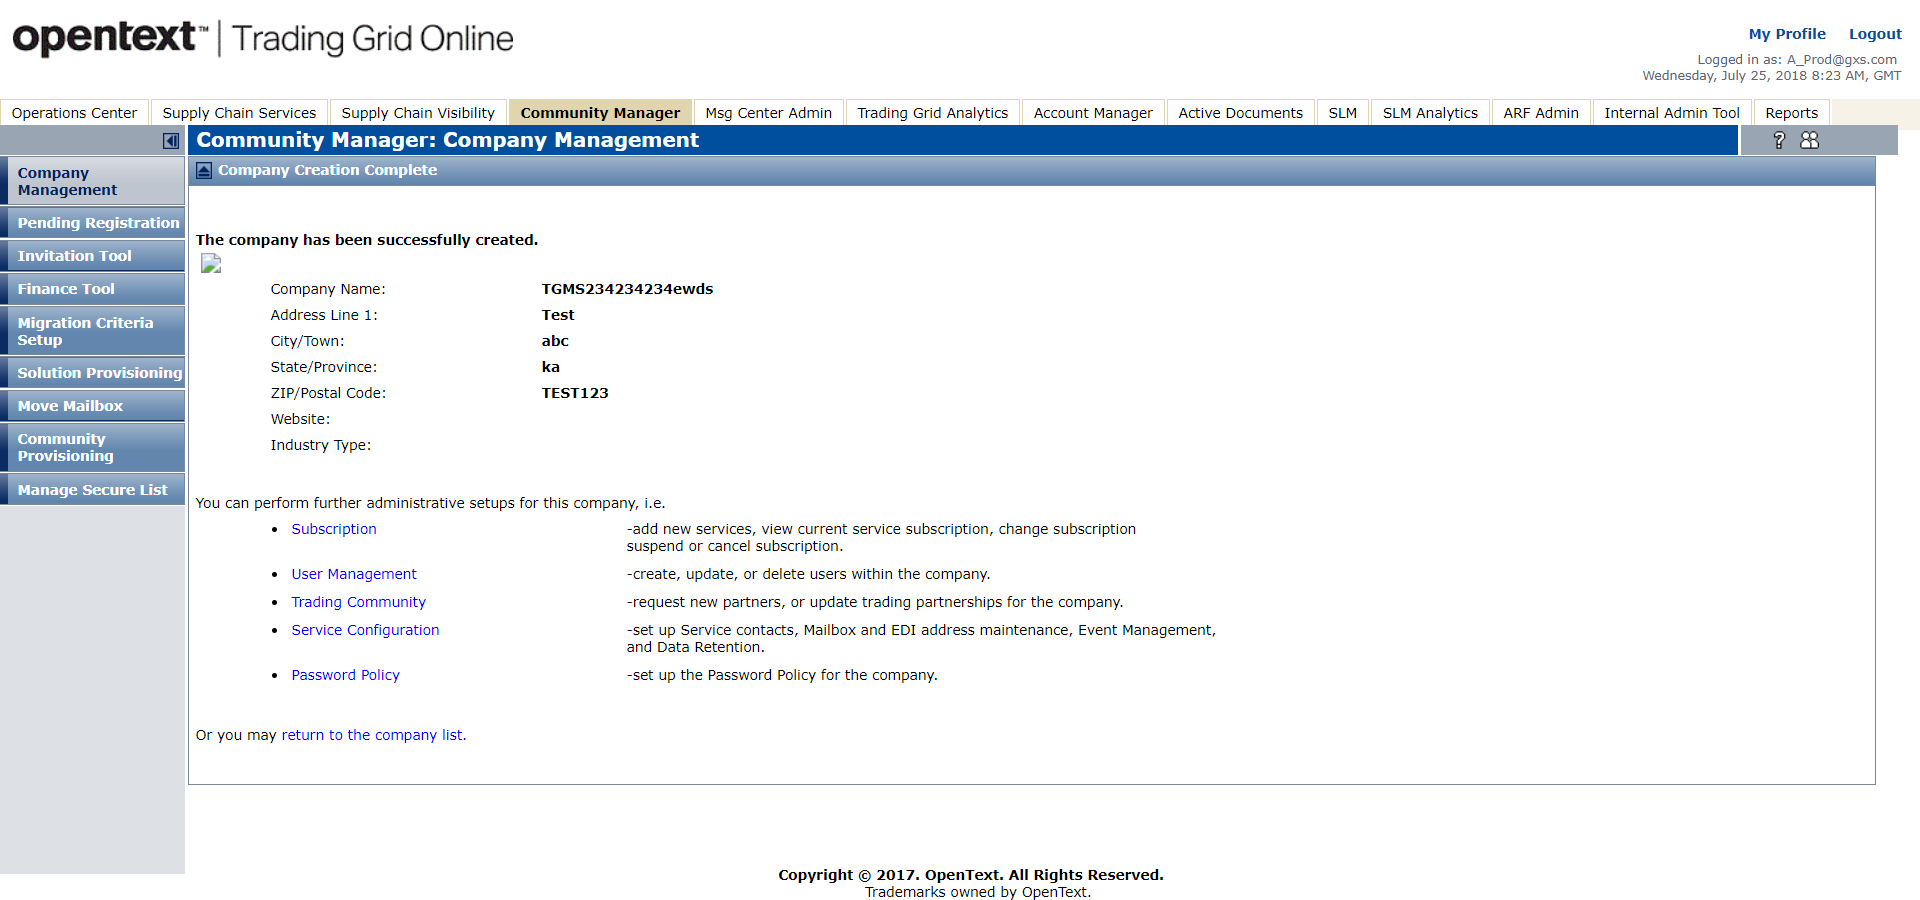 opentext™ | Trading Grid Online
My Profile Logout
Logged in as: A_Prod@gxs.com
Wednesday, July 25, 2018 8:23 AM, GMT
Operations Center Supply Chain Services Supply Chain Visibility Community Manager Msg Center Admin Trading Grid Analytics Account Manager Active Documents SLM SLM Analytics ARF Admin Internal Admin Tool Reports
Community Manager: Company Management
?
Company Creation Complete
Company
Management
Pending Registration
Invitation Tool
Finance Tool
Migration Criteria
Setup
Solution Provisioning
Move Mailbox
Community
Provisioning
Manage Secure List
The company has been successfully created.
Company Name: TGMS234234234ewds
Address Line 1: Test
City/Town: abc
State/Province: ka
ZIP/Postal Code: TEST123
Website:
Industry Type:
You can perform further administrative setups for this company, i.e.
• Subscription -add new services, view current service subscription, change subscription
suspend or cancel subscription.
• User Management -create, update, or delete users within the company.
• Trading Community -request new partners, or update trading partnerships for the company.
• Service Configuration -set up Service contacts, Mailbox and EDI address maintenance, Event Management,
and Data Retention.
• Password Policy -set up the Password Policy for the company.
Or you may return to the company list.
Copyright © 2017. OpenText. All Rights Reserved.
Trademarks owned by OpenText.